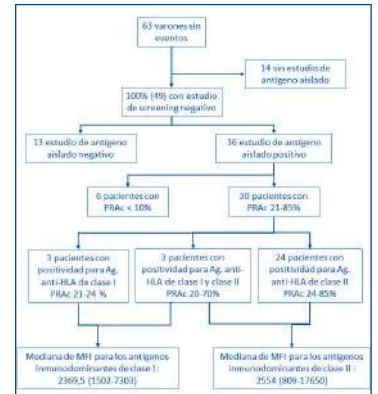 63 varones sin
eventos
14 sin estudio de
antígeno aislado
100% (49) con estudio
de screening negativo
13 estudio de antígeno
aislado negativo
36 estudio de antígeno
aislado positivo
6 pacientes con
PRAc < 10%
30 pacientes con
PRAc 21-85%
3 pacientes con
positividad para Ag.
anti-HLA de clase I
PRAc 21-24 %
3 pacientes con
positividad para Ag. anti-
HLA de clase I y clase II
PRAc 20-70%
24 pacientes con
positividad para Ag.
anti-HLA de clase II
PRAc 24-85%
Mediana de MFI para los antígenos
inmunodominantes de clase I :
2369,5 (1502-7303)
Mediana de MFI para los antígenos
inmunodominantes de clase II :
2554 (809-17650)